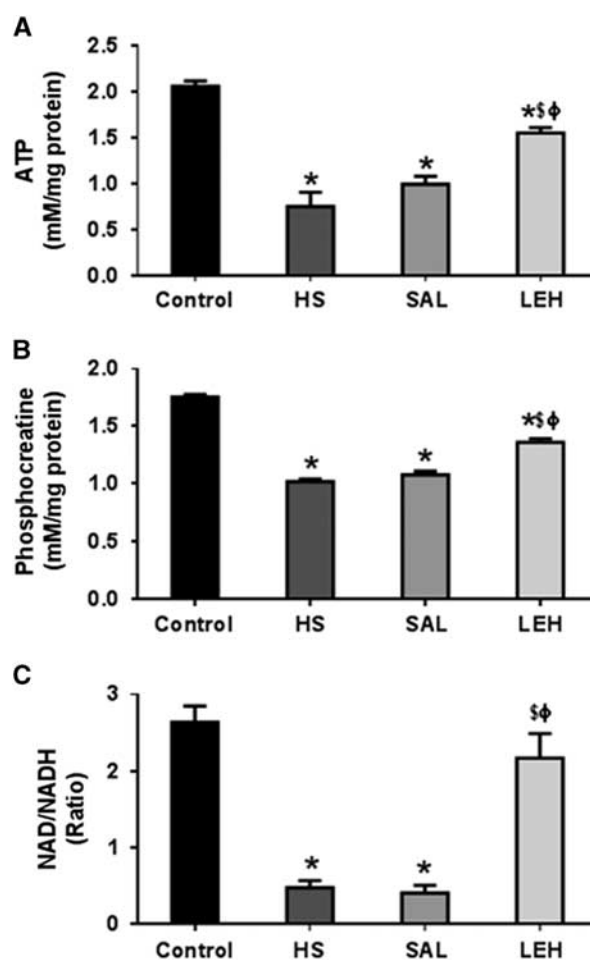 A
ATP
(mM/mg protein)
2.5
2.0
1.5
1.0
0.5
0.0
*
*
*$ϕ
Control HS SAL LEH
B
Phosphocreatine
(mM/mg protein)
2.0
1.5
1.0
0.5
0.0
*
*
*$ϕ
Control HS SAL LEH
C
NAD/NADH
(Ratio)
3
2
1
0
*
*
$ϕ
Control HS SAL LEH